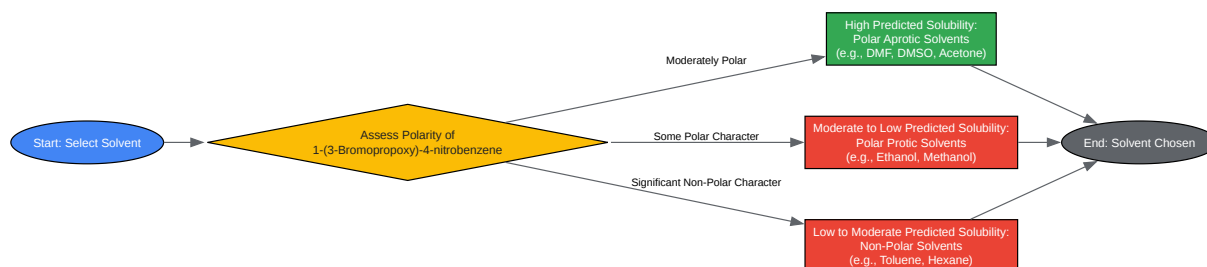 Start: Select Solvent
Assess Polarity of
1-(3-Bromopropoxy)-4-nitrobenzene
Moderately Polar
High Predicted Solubility:
Polar Aprotic Solvents
(e.g., DMF, DMSO, Acetone)
Some Polar Character
Moderate to Low Predicted Solubility:
Polar Protic Solvents
(e.g., Ethanol, Methanol)
Significant Non-Polar Character
Low to Moderate Predicted Solubility:
Non-Polar Solvents
(e.g., Toluene, Hexane)
End: Solvent Chosen